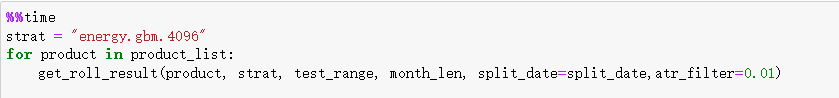 %%time
strat = "energy.gbm.4096"
for product in product_list:
    get_roll_result(product, strat, test_range, month_len, split_date=split_date,atr_filter=0.01)